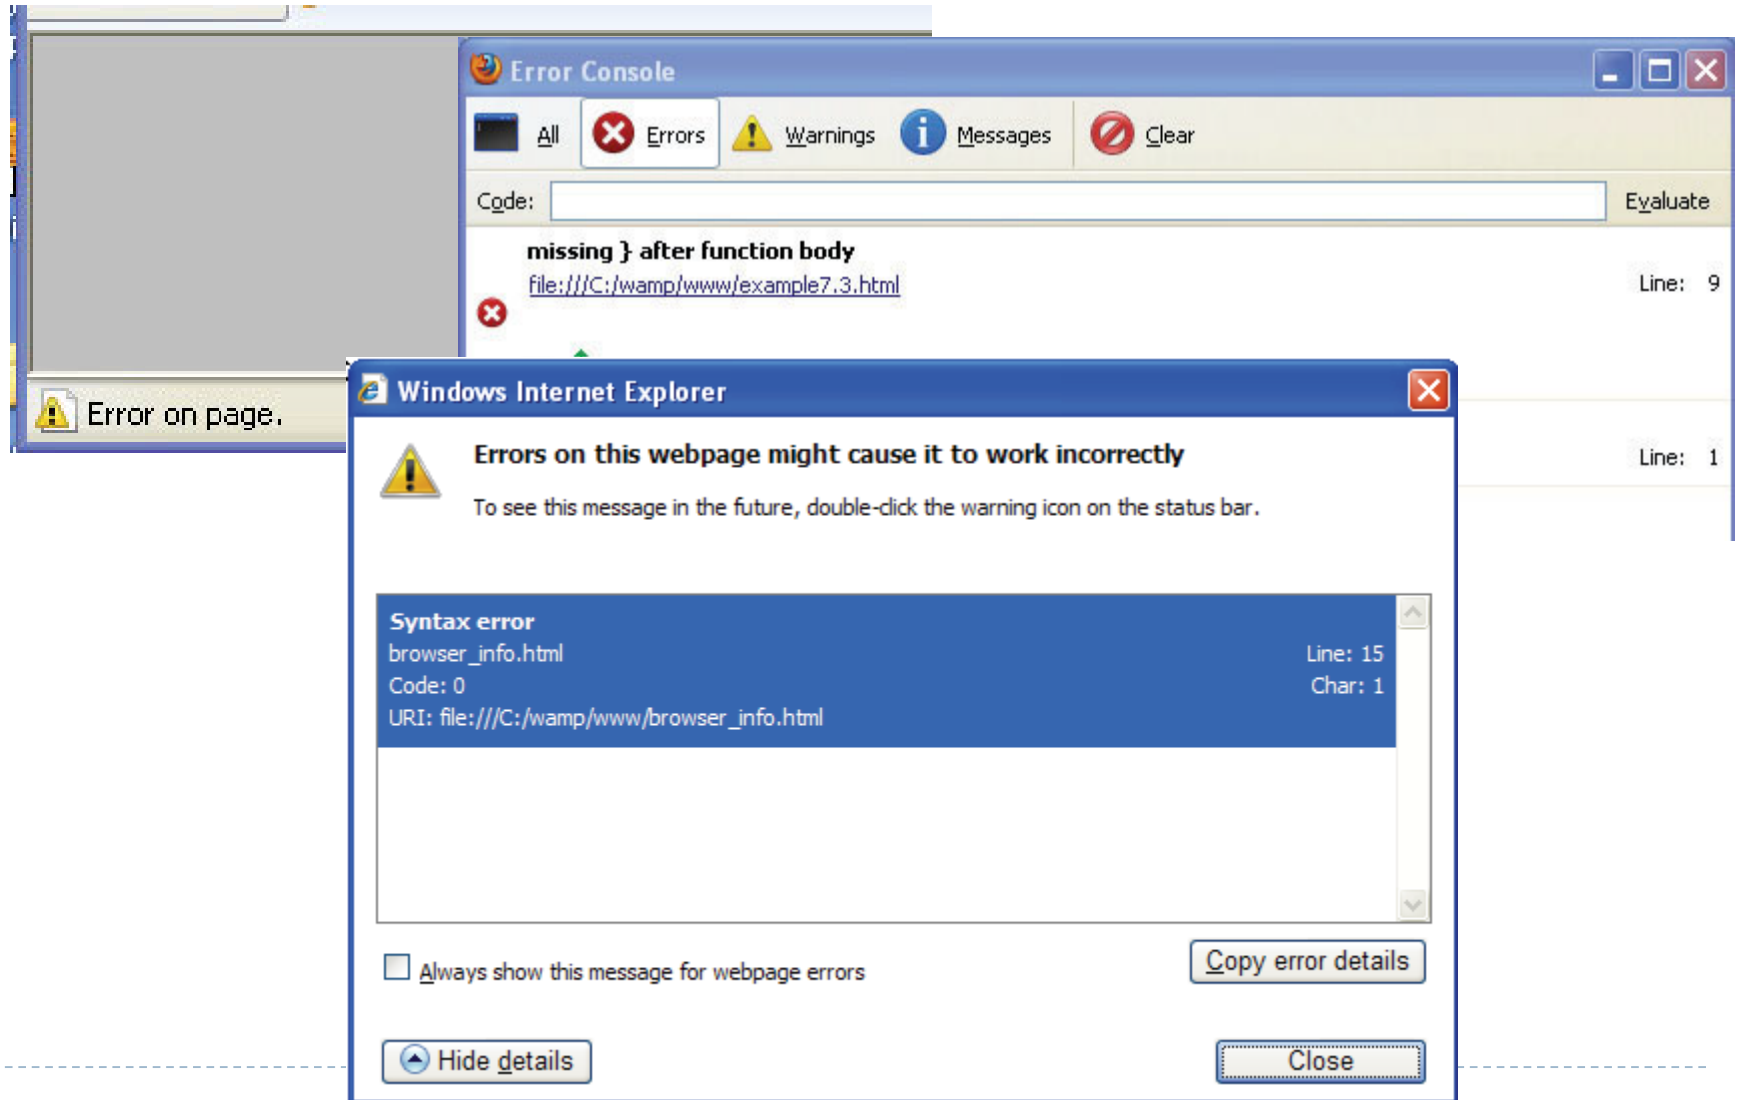 Error Console
All Errors Warnings Messages Clear
Code: Evaluate
missing } after function body
file:///C:/wamp/www/example7.3.html Line: 9
Line: 1
Error on page.
Windows Internet Explorer
Errors on this webpage might cause it to work incorrectly
To see this message in the future, double-click the warning icon on the status bar.
Syntax error
browser_info.html Line: 15
Code: 0 Char: 1
URI: file:///C:/wamp/www/browser_info.html
Always show this message for webpage errors
Copy error details
Hide details Close